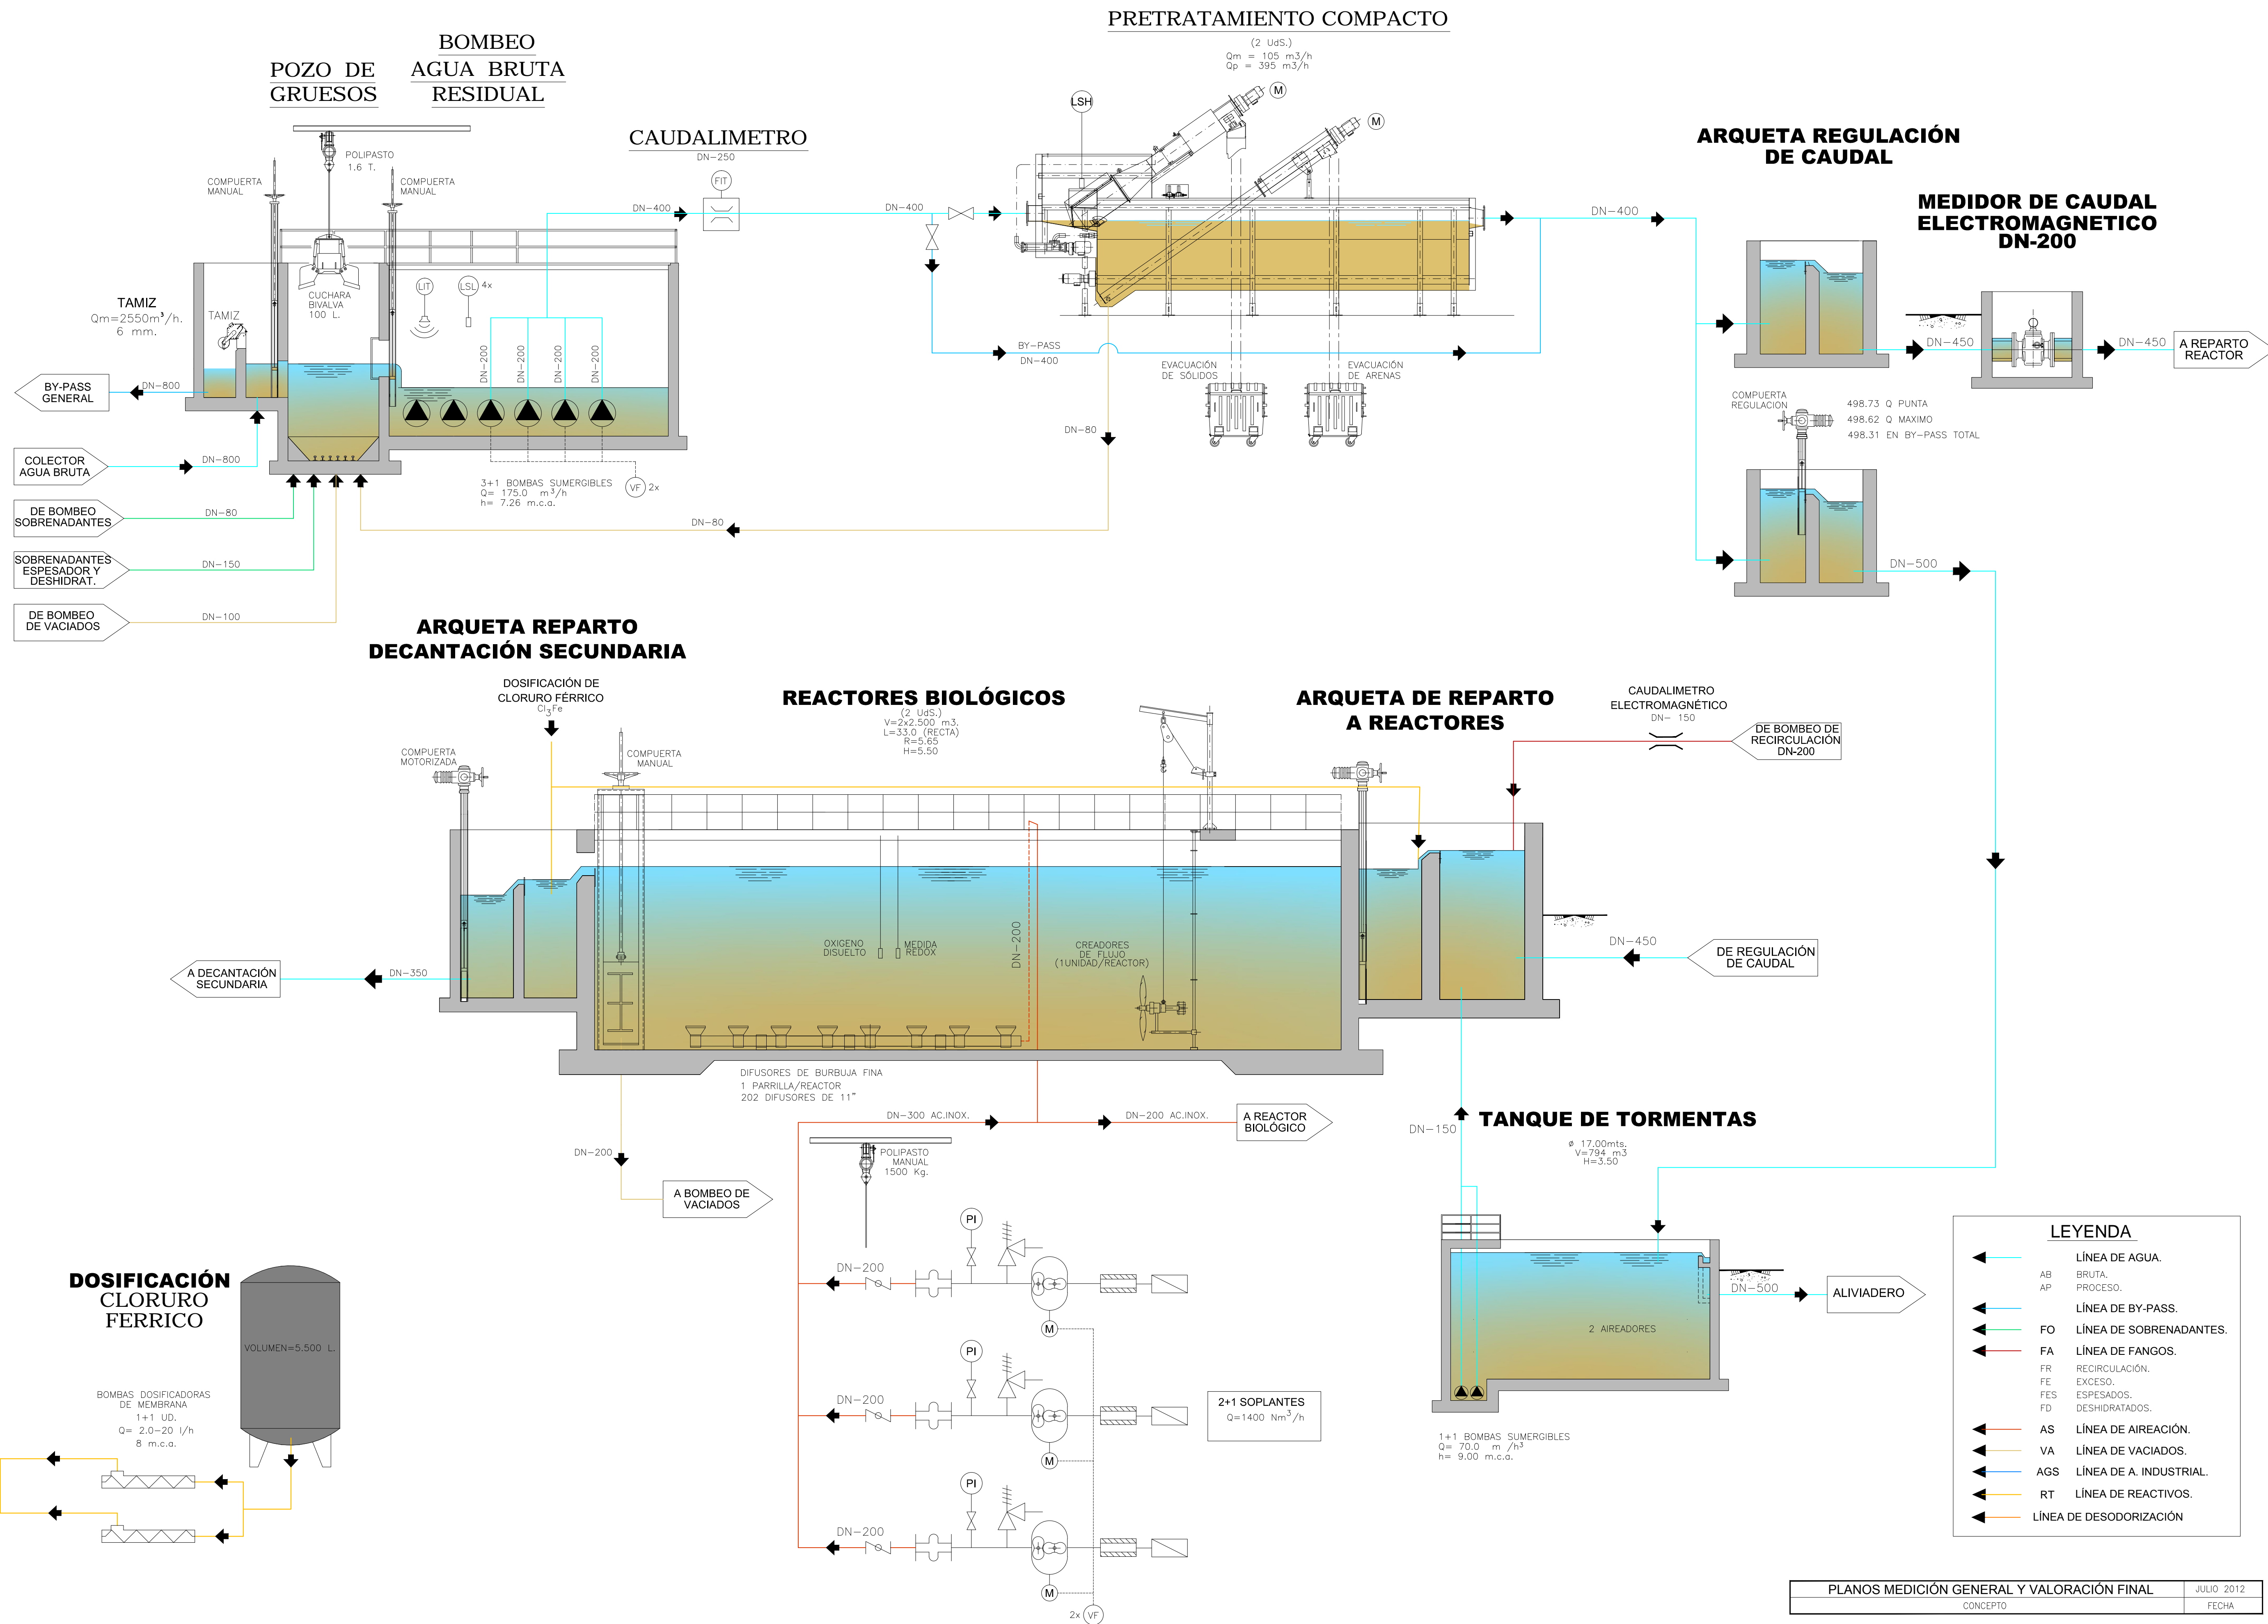 PRETRATAMIENTO COMPACTO
(2 UdS.)
Qm = 105 m3/h
Qp = 395 m3/h
BOMBEO
AGUA BRUTA
RESIDUAL
POZO DE
GRUESOS
CAUDALIMETRO
DN-250
FIT
LSH
M
M
POLIPASTO
1.6 T.
COMPUERTA
MANUAL
COMPUERTA
MANUAL
DN-400
DN-400
DN-400
ARQUETA REGULACIÓN
DE CAUDAL
MEDIDOR DE CAUDAL
ELECTROMAGNETICO
DN-200
TAMIZ
Qm=2550m³/h.
6 mm.
TAMIZ
CUCHARA
BIVALVA
100 L.
LIT
LSL 4x
DN-200
DN-200
DN-200
DN-200
BY-PASS
DN-400
EVACUACIÓN
DE SÓLIDOS
EVACUACIÓN
DE ARENAS
DN-450
DN-450
A REPARTO
REACTOR
BY-PASS
GENERAL
DN-800
COLECTOR
AGUA BRUTA
DN-800
DE BOMBEO
SOBRENADANTES
DN-80
SOBRENADANTES
ESPESADOR Y
DESHIDRAT.
DN-150
DE BOMBEO
DE VACIADOS
DN-100
3+1 BOMBAS SUMERGIBLES
Q= 175.0 m³/h
h= 7.26 m.c.a.
VF 2x
DN-80
DN-80
COMPUERTA
REGULACION
498.73 Q PUNTA
498.62 Q MAXIMO
498.31 EN BY-PASS TOTAL
DN-500
ARQUETA REPARTO
DECANTACIÓN SECUNDARIA
DOSIFICACIÓN DE
CLORURO FÉRRICO
Cl3Fe
REACTORES BIOLÓGICOS
(2 UdS.)
V=2x2.500 m3.
L=33.0 (RECTA)
R=5.65
H=5.50
ARQUETA DE REPARTO
A REACTORES
CAUDALIMETRO
ELECTROMAGNÉTICO
DN- 150
DE BOMBEO DE
RECIRCULACIÓN
DN-200
COMPUERTA
MOTORIZADA
COMPUERTA
MANUAL
OXIGENO
DISUELTO
MEDIDA
REDOX
DN-200
CREADORES
DE FLUJO
(1UNIDAD/REACTOR)
A DECANTACIÓN
SECUNDARIA
DN-350
DN-450
DE REGULACIÓN
DE CAUDAL
DIFUSORES DE BURBUJA FINA
1 PARRILLA/REACTOR
202 DIFUSORES DE 11"
DN-300 AC.INOX.
DN-200 AC.INOX.
A REACTOR
BIOLÓGICO
DN-200
A BOMBEO DE
VACIADOS
POLIPASTO
MANUAL
1500 Kg.
DN-150
TANQUE DE TORMENTAS
ø 17.00mts.
V=794 m3
H=3.50
2 AIREADORES
DN-500
ALIVIADERO
1+1 BOMBAS SUMERGIBLES
Q= 70.0 m /h³
h= 9.00 m.c.a.
DOSIFICACIÓN
CLORURO
FERRICO
VOLUMEN=5.500 L.
BOMBAS DOSIFICADORAS
DE MEMBRANA
1+1 UD.
Q= 2.0-20 l/h
8 m.c.a.
PI
DN-200
M
PI
DN-200
M
PI
DN-200
M
2x VF
2+1 SOPLANTES
Q=1400 Nm³/h
LEYENDA
LÍNEA DE AGUA.
AB BRUTA.
AP PROCESO.
LÍNEA DE BY-PASS.
FO LÍNEA DE SOBRENADANTES.
FA LÍNEA DE FANGOS.
FR RECIRCULACIÓN.
FE EXCESO.
FES ESPESADOS.
FD DESHIDRATADOS.
AS LÍNEA DE AIREACIÓN.
VA LÍNEA DE VACIADOS.
AGS LÍNEA DE A. INDUSTRIAL.
RT LÍNEA DE REACTIVOS.
LÍNEA DE DESODORIZACIÓN
PLANOS MEDICIÓN GENERAL Y VALORACIÓN FINAL JULIO 2012
CONCEPTO FECHA